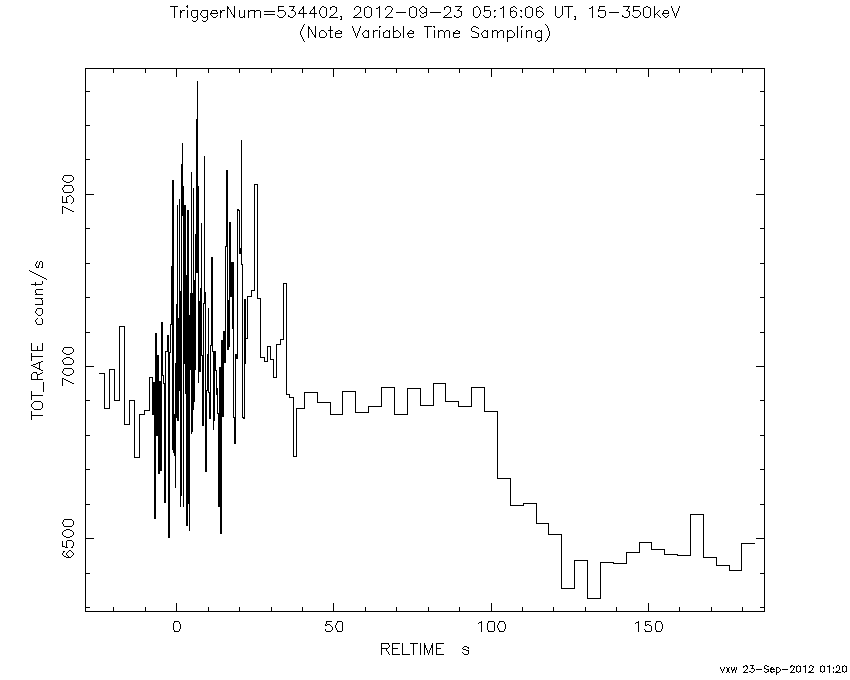 TriggerNum=534402, 2012-09-23 05:16:06 UT, 15-350keV
(Note Variable Time Sampling)
TOT_RATE count/s
7500
7000
6500
0 50 100 150
RELTIME s
vxw 23-Sep-2012 01:20